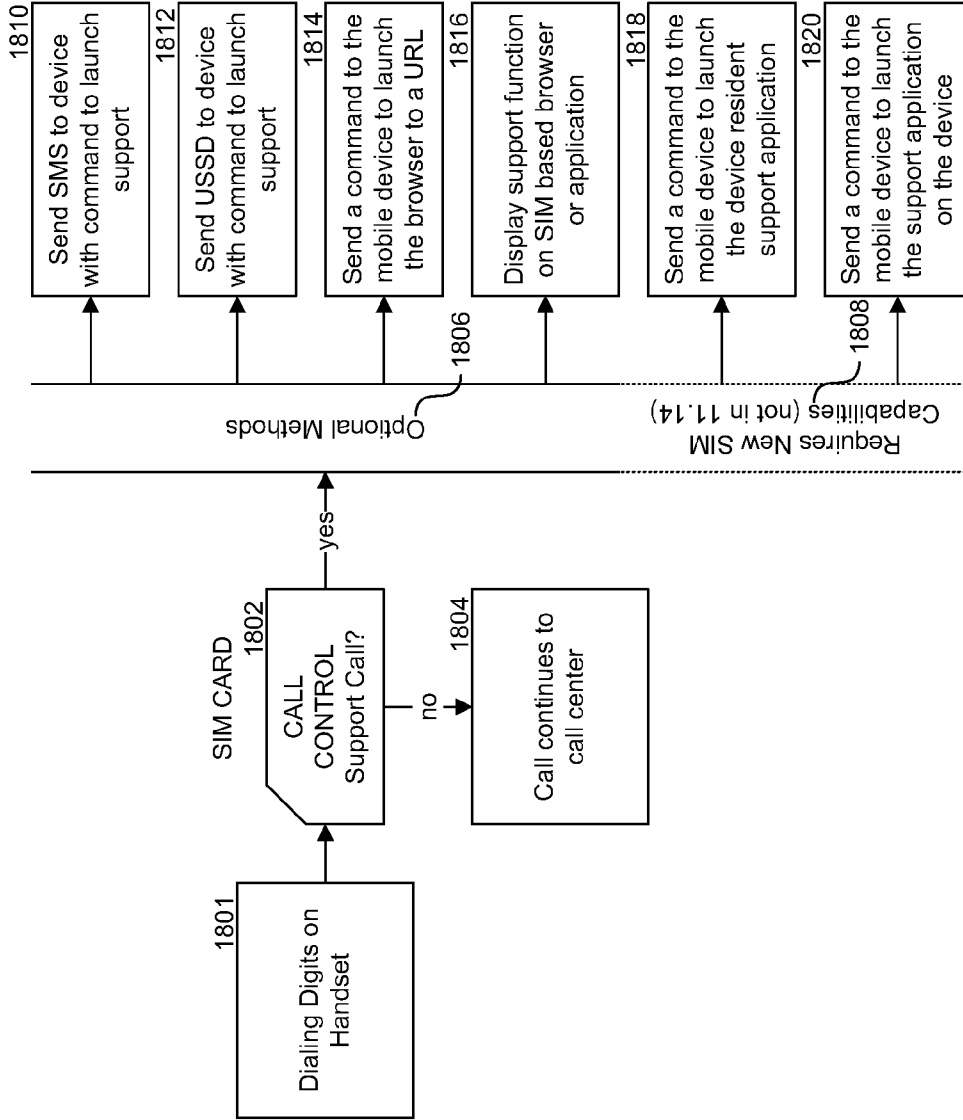 1801
Dialing Digits on
Handset
SIM CARD
1802
CALL
CONTROL
Support Call?
yes
no
1804
Call continues to
call center
Optional Methods
1806
Requires New SIM
Capabilities (not in 11.14)
1808
1810
Send SMS to device
with command to launch
support
1812
Send USSD to device
with command to launch
support
1814
Send a command to the
mobile device to launch
the browser to a URL
1816
Display support function
on SIM based browser
or application
1818
Send a command to the
mobile device to launch
the device resident
support application
1820
Send a command to the
mobile device to launch
the support application
on the device